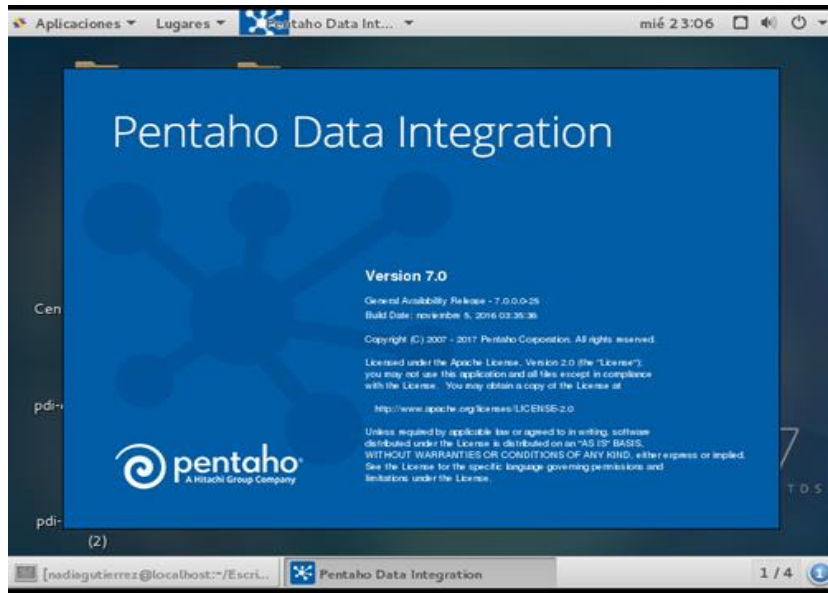 Aplicaciones Lugares Pentaho Data Int... mié 23:06
Pentaho Data Integration
Version 7.0
General Availability Release - 7.0.0.0-25
Build Date: noviembre 5, 2016 03:35:36
Copyright (C) 2007 - 2017 Pentaho Corporation. All rights reserved.
Licensed under the Apache License, Version 2.0 (the "License");
you may not use this application and all files except in compliance
with the License. You may obtain a copy of the License at
http://www.apache.org/licenses/LICENSE-2.0
Unless required by applicable law or agreed to in writing, software
distributed under the License is distributed on an "AS IS" BASIS,
WITHOUT WARRANTIES OR CONDITIONS OF ANY KIND, either express or implied.
See the License for the specific language governing permissions and
limitations under the License.
pentaho
A Hitachi Group Company
Cen
pdi-
7
TOS
pdi-
(2)
[nadiagutierrez@localhost:~/Escri... Pentaho Data Integration 1 / 4 1